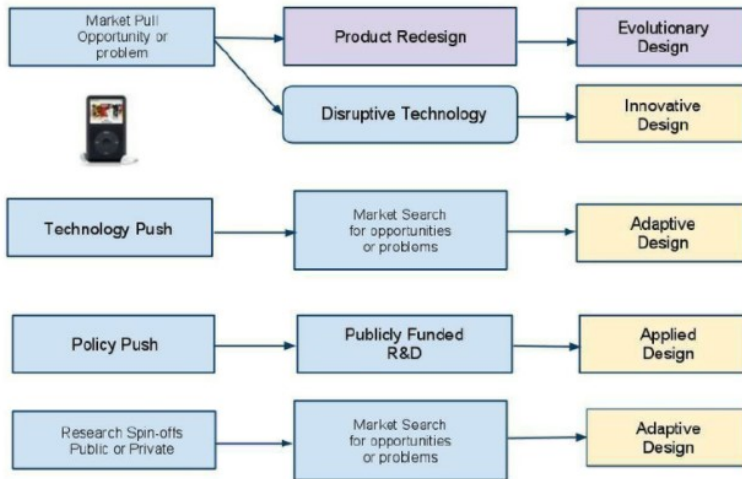 Market Pull
Opportunity or
problem
Product Redesign
Evolutionary
Design
Disruptive Technology
Innovative
Design
Technology Push
Market Search
for opportunities
or problems
Adaptive
Design
Policy Push
Publicly Funded
R&D
Applied
Design
Research Spin-offs
Public or Private
Market Search
for opportunities
or problems
Adaptive
Design